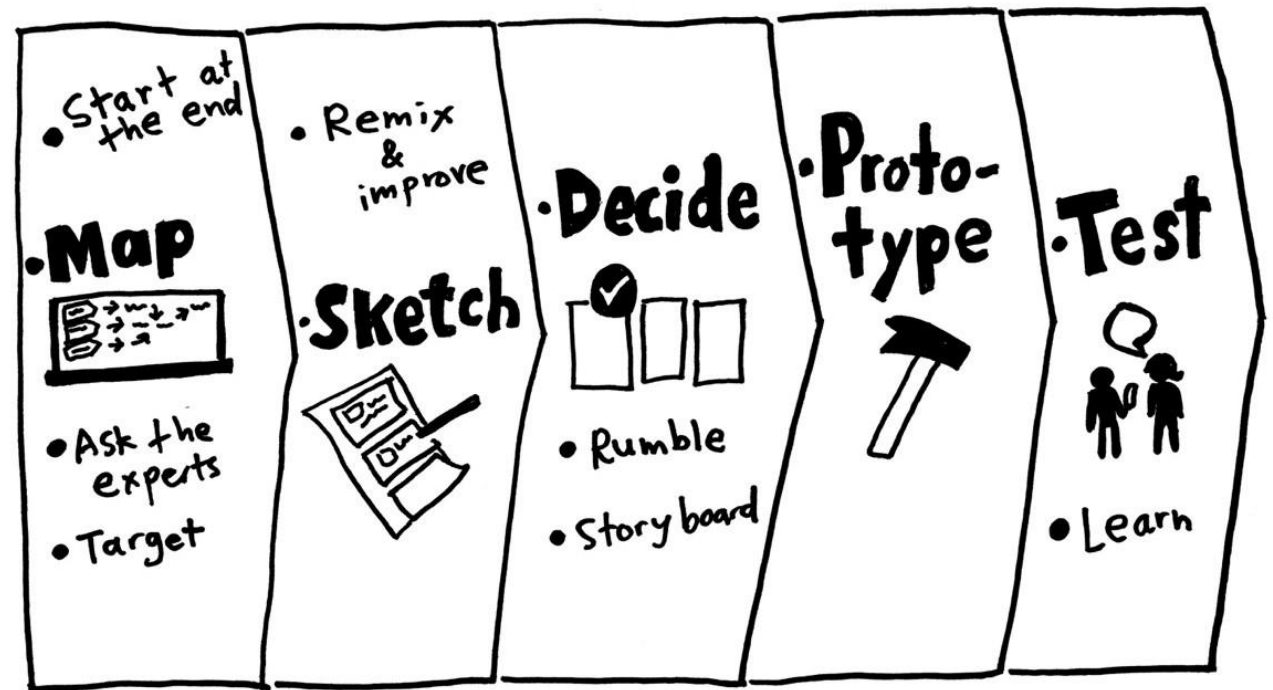 • Start at
the end
• Map
• Ask the
experts
• Target
• Remix
&
improve
• Sketch
• Decide
• Rumble
• Story board
• Proto-
type
• Test
• Learn